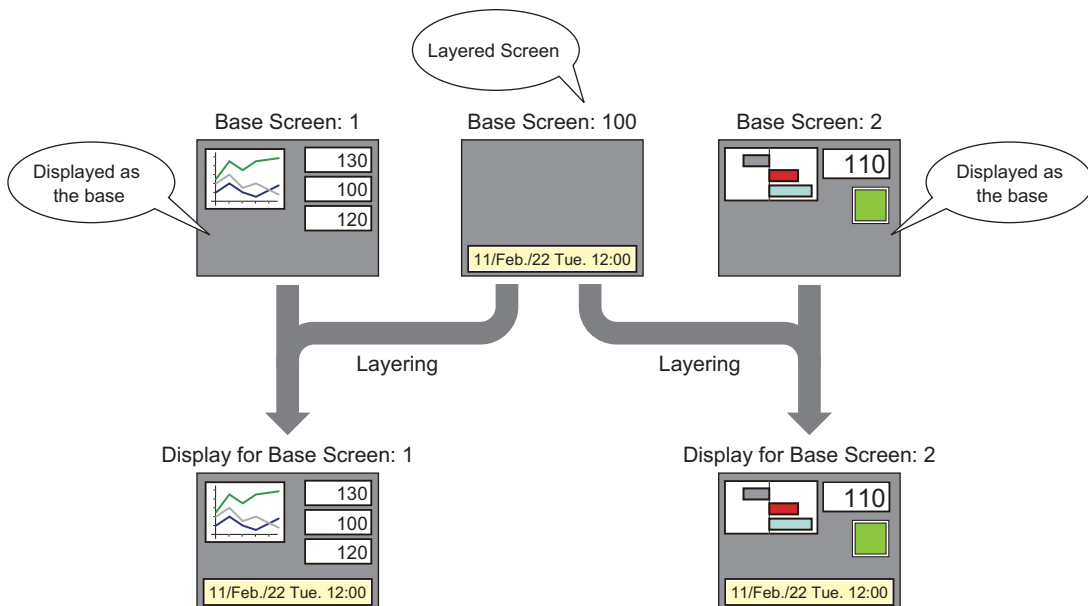 Layered Screen
Base Screen: 1
Base Screen: 100
Base Screen: 2
Displayed as
the base
130
100
120
11/Feb./22 Tue. 12:00
110
Displayed as
the base
Layering
Layering
Display for Base Screen: 1
Display for Base Screen: 2
130
100
120
11/Feb./22 Tue. 12:00
110
11/Feb./22 Tue. 12:00